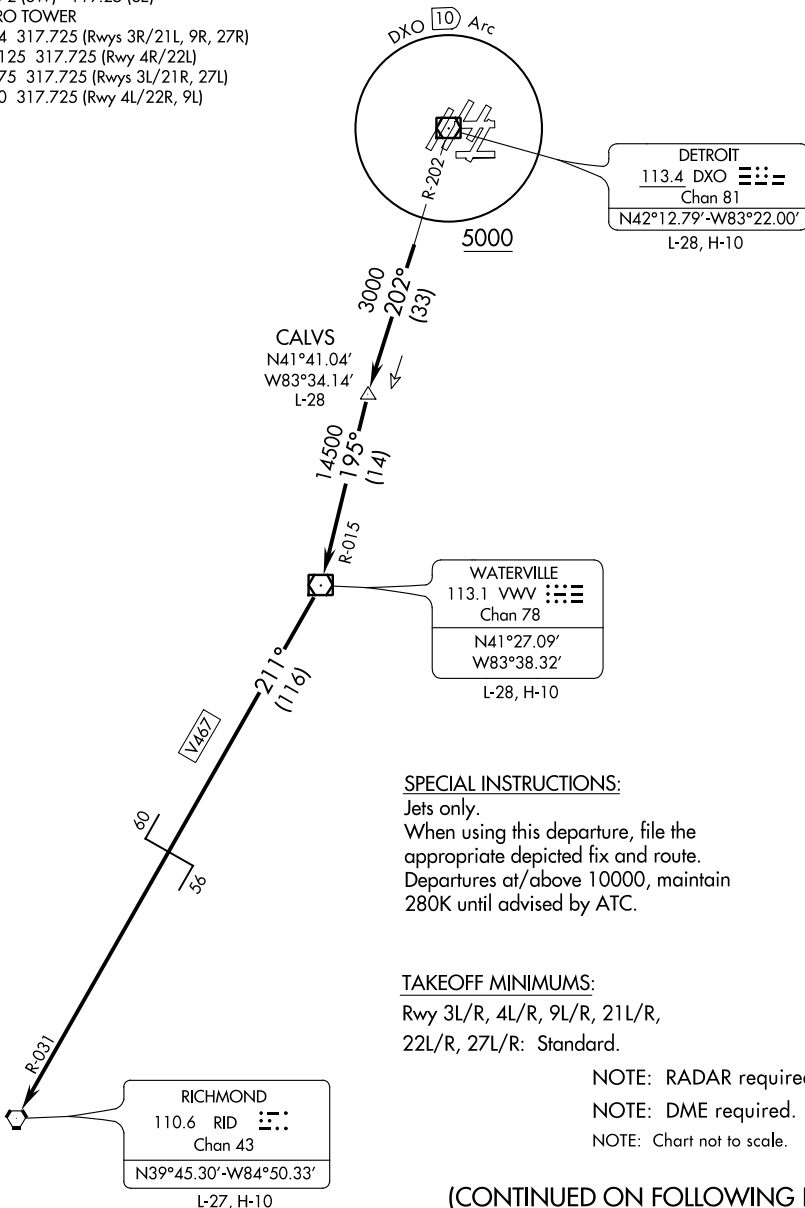 RO TOWER
317.725 (Rwys 3R/21L, 9R, 27R)
317.725 (Rwy 4R/22L)
317.725 (Rwys 3L/21R, 27L)
317.725 (Rwy 4L/22R, 9L)
DXO 10 Arc
R-202
5000
DETROIT
113.4 DXO
Chan 81
N42°12.79'-W83°22.00'
L-28, H-10
3000
202°
(33)
CALVS
N41°41.04'
W83°34.14'
L-28
14500
195°
(14)
R-015
WATERVILLE
113.1 VWV
Chan 78
N41°27.09'
W83°38.32'
L-28, H-10
211°
(116)
V467
60
56
R-031
RICHMOND
110.6 RID
Chan 43
N39°45.30'-W84°50.33'
L-27, H-10
SPECIAL INSTRUCTIONS:
Jets only.
When using this departure, file the
appropriate depicted fix and route.
Departures at/above 10000, maintain
280K until advised by ATC.
TAKEOFF MINIMUMS:
Rwy 3L/R, 4L/R, 9L/R, 21L/R,
22L/R, 27L/R: Standard.
NOTE: RADAR required
NOTE: DME required.
NOTE: Chart not to scale.
(CONTINUED ON FOLLOWING